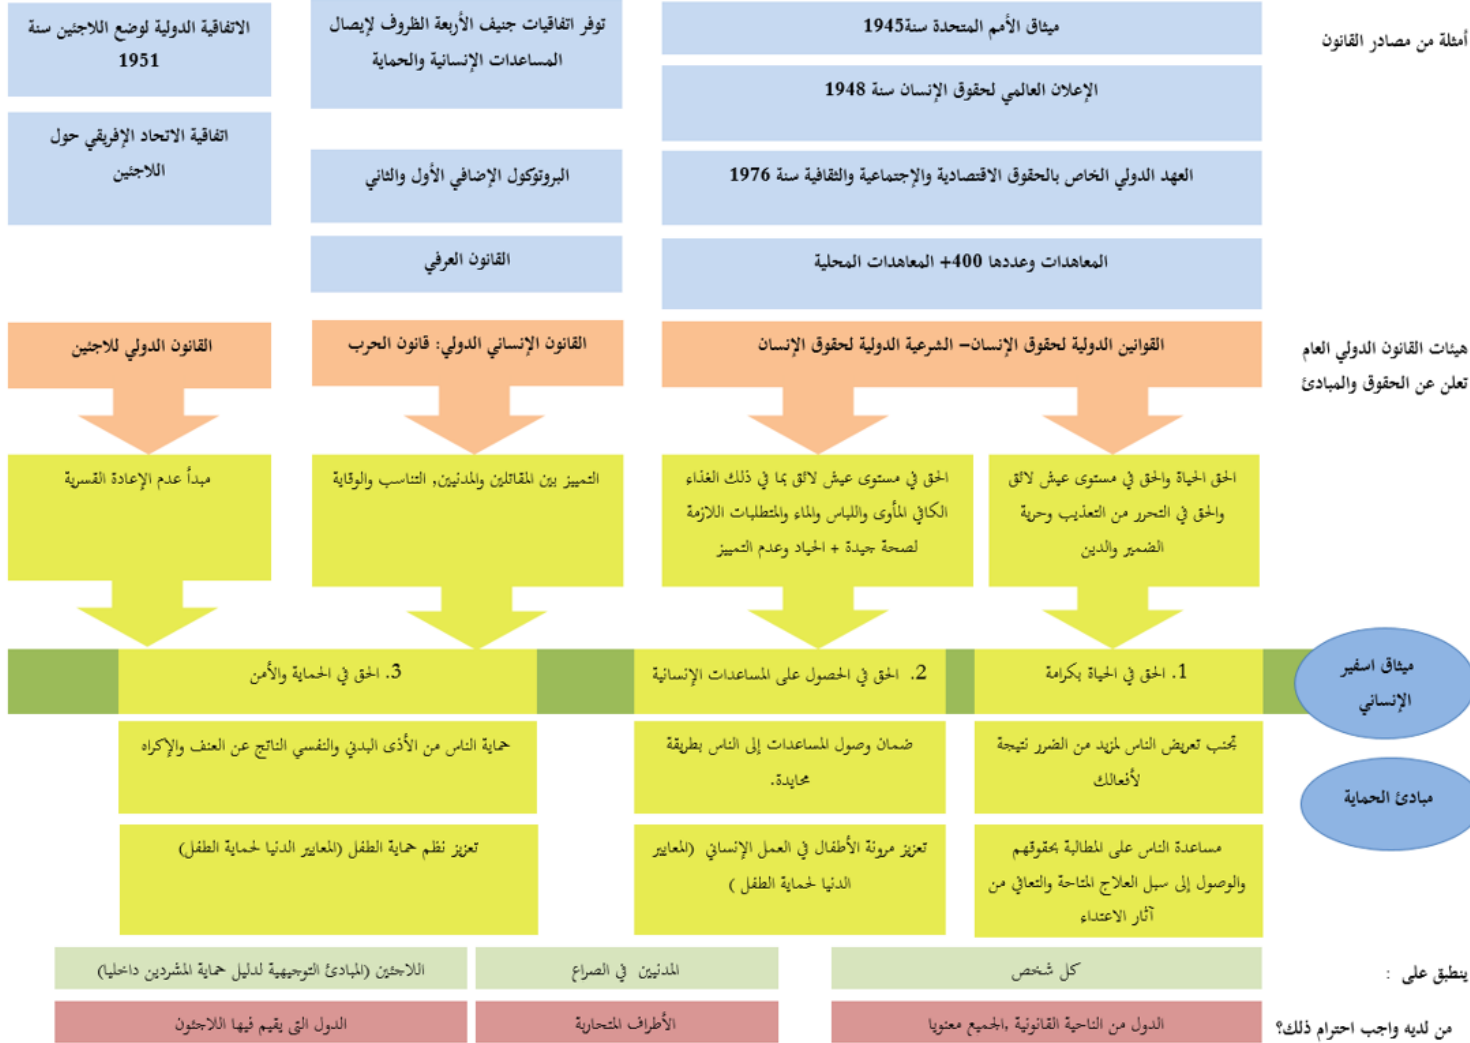 أمثلة من مصادر القانون
ميثاق الأمم المتحدة سنة1945
الإعلان العالمي لحقوق الإنسان سنة 1948
العهد الدولي الخاص بالحقوق الاقتصادية والإجتماعية والثقافية سنة 1976
المعاهدات وعددها 400+ المعاهدات المحلية
توفر اتفاقيات جنيف الأربعة الظروف لإيصال
المساعدات الإنسانية والحماية
البروتوكول الإضافي الأول والثاني
القانون العرفي
الاتفاقية الدولية لوضع اللاجئين سنة
1951
اتفاقية الاتحاد الإفريقي حول
اللاجئين
هيئات القانون الدولي العام
تعلن عن الحقوق والمبادئ
القوانين الدولية لحقوق الإنسان– الشرعية الدولية لحقوق الإنسان
القانون الإنساني الدولي: قانون الحرب
القانون الدولي للاجئين
الحق الحياة والحق في مستوى عيش لائق
والحق في التحرر من التعذيب وحرية
الضمير والدين
الحق في مستوى عيش لائق بما في ذلك الغذاء
الكافي المأوى واللباس والماء والمتطلبات اللازمة
لصحة جيدة + الحياد وعدم التمييز
التمييز بين المقاتلين والمدنيين, التناسب والوقاية
مبدأ عدم الإعادة القسرية
ميثاق اسفير
الإنساني
1. الحق في الحياة بكرامة
2. الحق في الحصول على المساعدات الإنسانية
3. الحق في الحماية والأمن
مبادئ الحماية
تجنب تعريض الناس لمزيد من الضرر نتيجة
لأفعالك
ضمان وصول المساعدات إلى الناس بطريقة
محايدة.
حماية الناس من الأذى البدني والنفسي الناتج عن العنف والإكراه
مساعدة الناس على المطالبة بحقوقهم
والوصول إلى سبل العلاج المتاحة والتعافي من
آثار الاعتداء
تعزيز مرونة الأطفال في العمل الإنساني (المعايير
الدنيا لحماية الطفل )
تعزيز نظم حماية الطفل (المعايير الدنيا لحماية الطفل)
ينطبق على :
كل شخص
المدنيين في الصراع
اللاجئين (المبادئ التوجيهية لدليل حماية المشردين داخليا)
من لديه واجب احترام ذلك؟
الدول من الناحية القانونية ,الجميع معنويا
الأطراف المتحاربة
الدول التي يقيم فيها اللاجئون